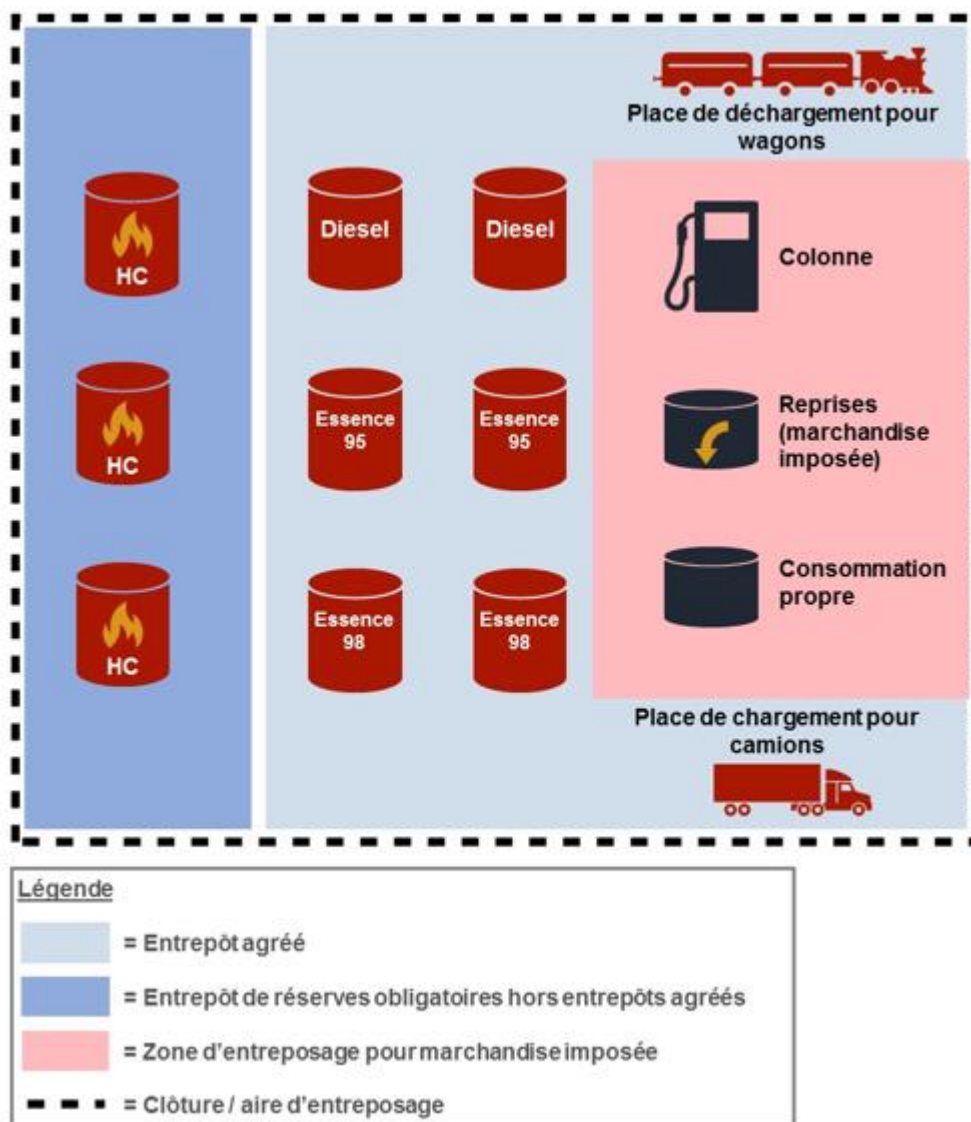 Place de déchargement pour
wagons
HC
Diesel
Diesel
Colonne
HC
Essence
95
Essence
95
Reprises
(marchandise
imposée)
HC
Essence
98
Essence
98
Consommation
propre
Place de chargement pour
camions
Légende
= Entrepôt agréé
= Entrepôt de réserves obligatoires hors entrepôts agréés
= Zone d'entreposage pour marchandise imposée
= Clôture / aire d'entreposage